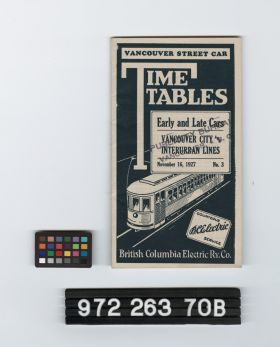 VANCOUVER STREET CAR
TIME
TABLES
Early and Late Cars
VANCOUVER CITY
INTERURBAN LINES
November 16, 1927 No. 3
COURTEOUS
B.C. Electric
SERVICE
British Columbia Electric Ry. Co.
972 263 70B